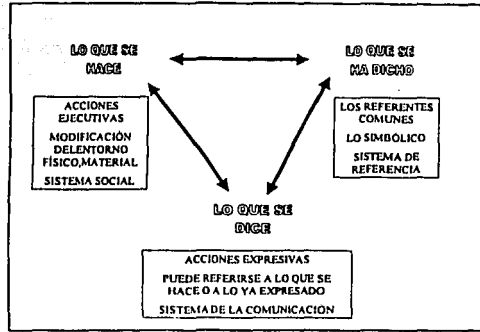 LO QUE SE
HACE
LO QUE SE
HA DICHO
ACCIONES
EJECUTIVAS
MODIFICACIÓN
DELENTORNO
FÍSICO,MATERIAL
SISTEMA SOCIAL
LOS REFERENTES
COMUNES
LO SIMBÓLICO
SISTEMA DE
REFERENCIA
LO QUE SE
DICE
ACCIONES EXPRESIVAS
PUEDE REFERIRSE A LO QUE SE
HACE O A LO YA EXPRESADO
SISTEMA DE LA COMUNICACION